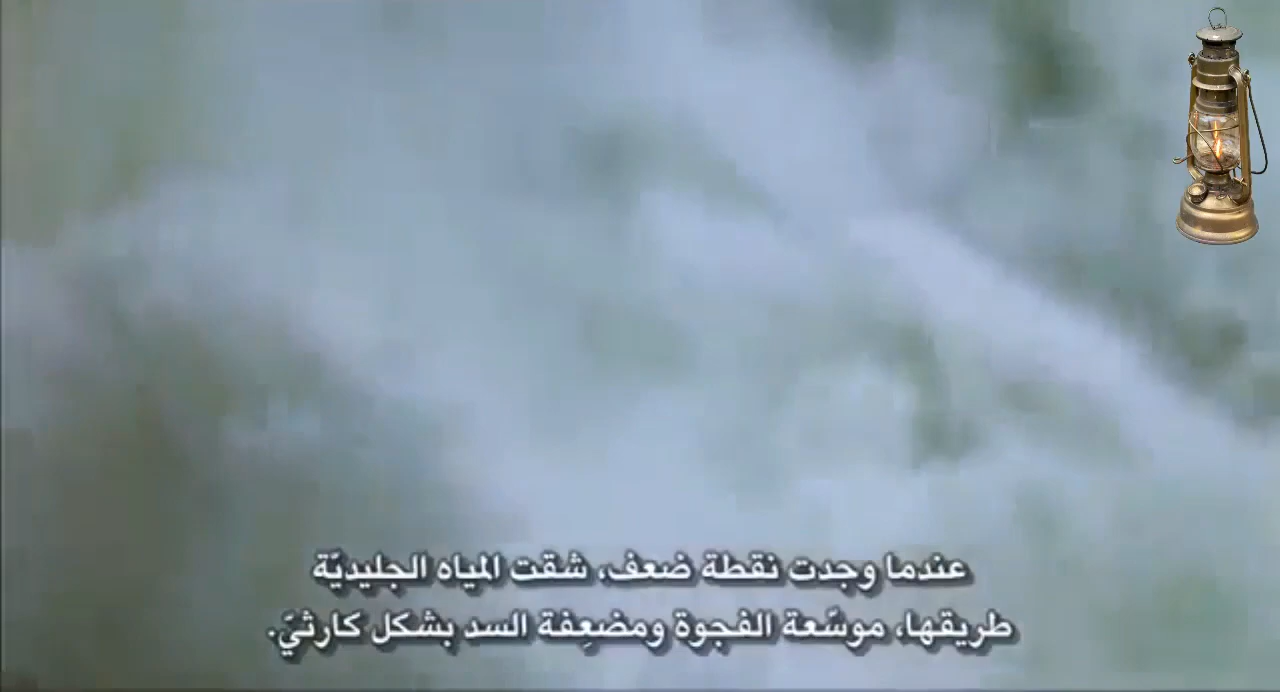 عندما وجدت نقطة ضعف، شقت المياه الجليديّة
طريقها، موسّعة الفجوة ومضعِفة السد بشكل كارثيّ.